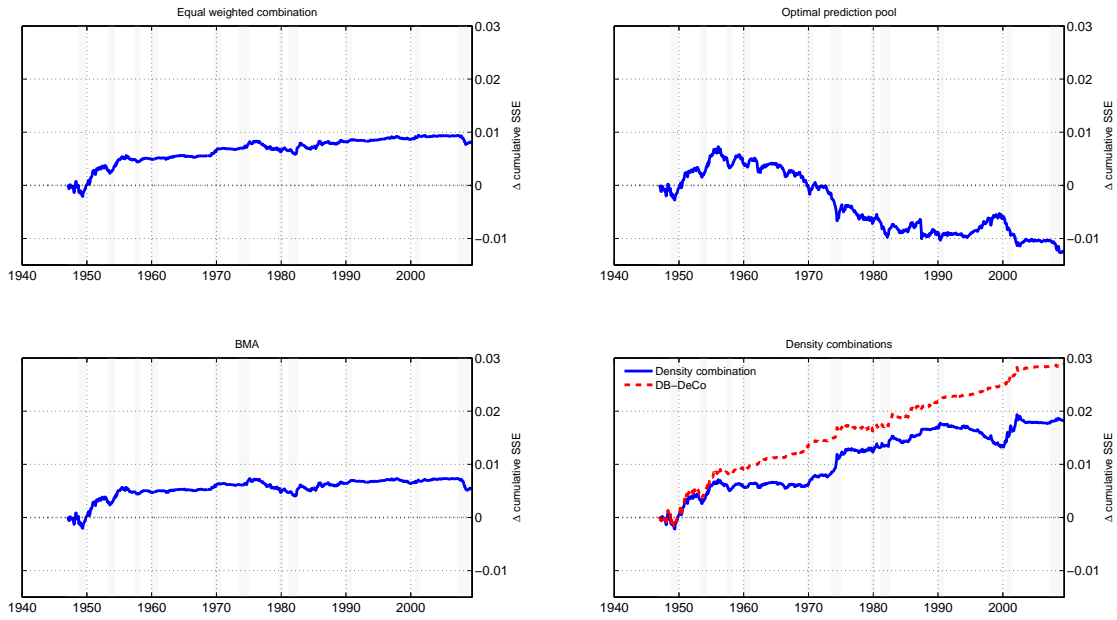 Equal weighted combination
0.03
0.02
0.01
0
−0.01
Δ cumulative SSE
1940 1950 1960 1970 1980 1990 2000
Optimal prediction pool
0.03
0.02
0.01
0
−0.01
Δ cumulative SSE
1940 1950 1960 1970 1980 1990 2000
BMA
0.03
0.02
0.01
0
−0.01
Δ cumulative SSE
1940 1950 1960 1970 1980 1990 2000
Density combinations
Density combination
DB−DeCo
0.03
0.02
0.01
0
−0.01
Δ cumulative SSE
1940 1950 1960 1970 1980 1990 2000